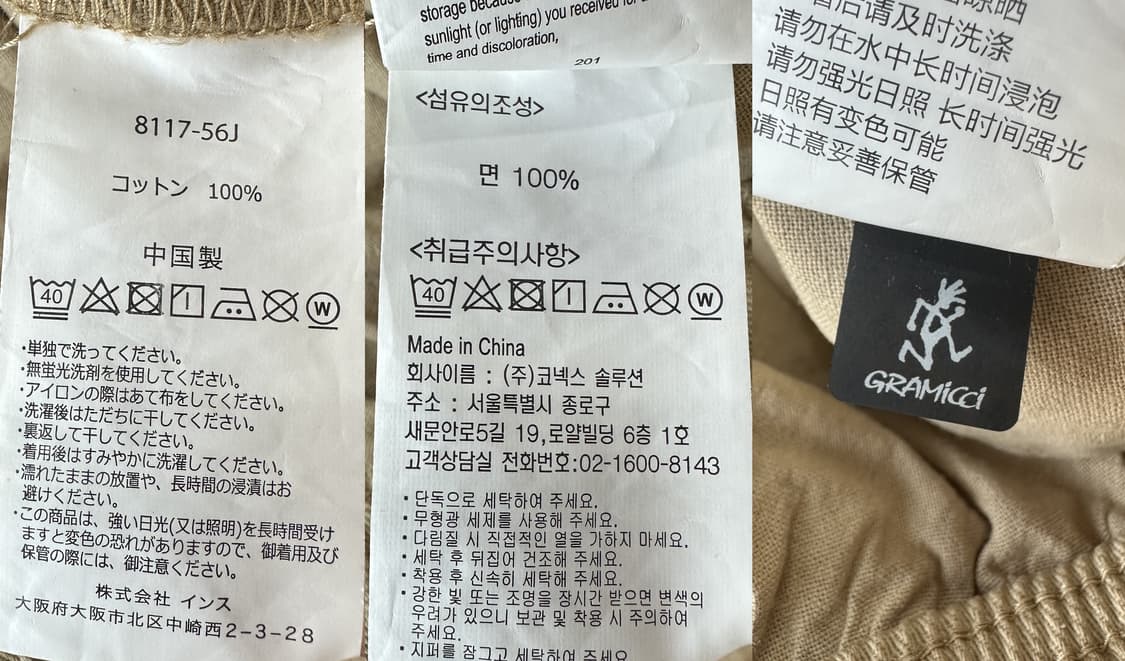 8117-56J
コットン 100%
中国製
40
W
・単独で洗ってください。
・無蛍光洗剤を使用してください。
・アイロンの際はあて布をしてください。
・洗濯後はただちに干してください。
・裏返して干してください。
・着用後はすみやかに洗濯してください。
・濡れたままの放置や、長時間の浸漬はお
避けください。
・この商品は、強い日光(又は照明)を長時間受け
ますと変色の恐れがありますので、御着用及び
保管の際には、御注意ください。
株式会社 インス
大阪府大阪市北区中崎西2-3-28
storage
sunlight (or lighting) you received for
time and discoloration,
201
<섬유의조성>
면 100%
<취급주의사항>
40
W
Made in China
회사이름 : (주)코넥스 솔루션
주소 : 서울특별시 종로구
새문안로5길 19,로얄빌딩 6층 1호
고객상담실 전화번호:02-1600-8143
・단독으로 세탁하여 주세요.
・무형광 세제를 사용해 주세요.
・다림질 시 직접적인 열을 가하지 마세요.
・세탁 후 뒤집어 건조해 주세요.
・착용 후 신속히 세탁해 주세요.
・강한 빛 또는 조명을 장시간 받으면 변색의
우려가 있으니 보관 및 착용 시 주의하여
주세요.
・지퍼를 잠그고 세탁하여 주세요.
后请及时洗涤
请勿在水中长时间浸泡
请勿强光日照 长时间强光
日照有变色可能
请注意妥善保管
GRAMiCCi